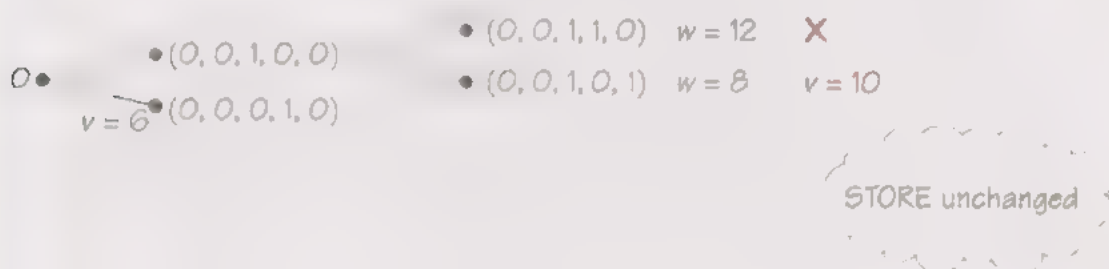 (0, 0, 1, 1, 0) w = 12 X
(0, 0, 1, 0, 0)
0
(0, 0, 1, 0, 1) w = 8 v = 10
(0, 0, 0, 1, 0)
v = 6
STORE unchanged